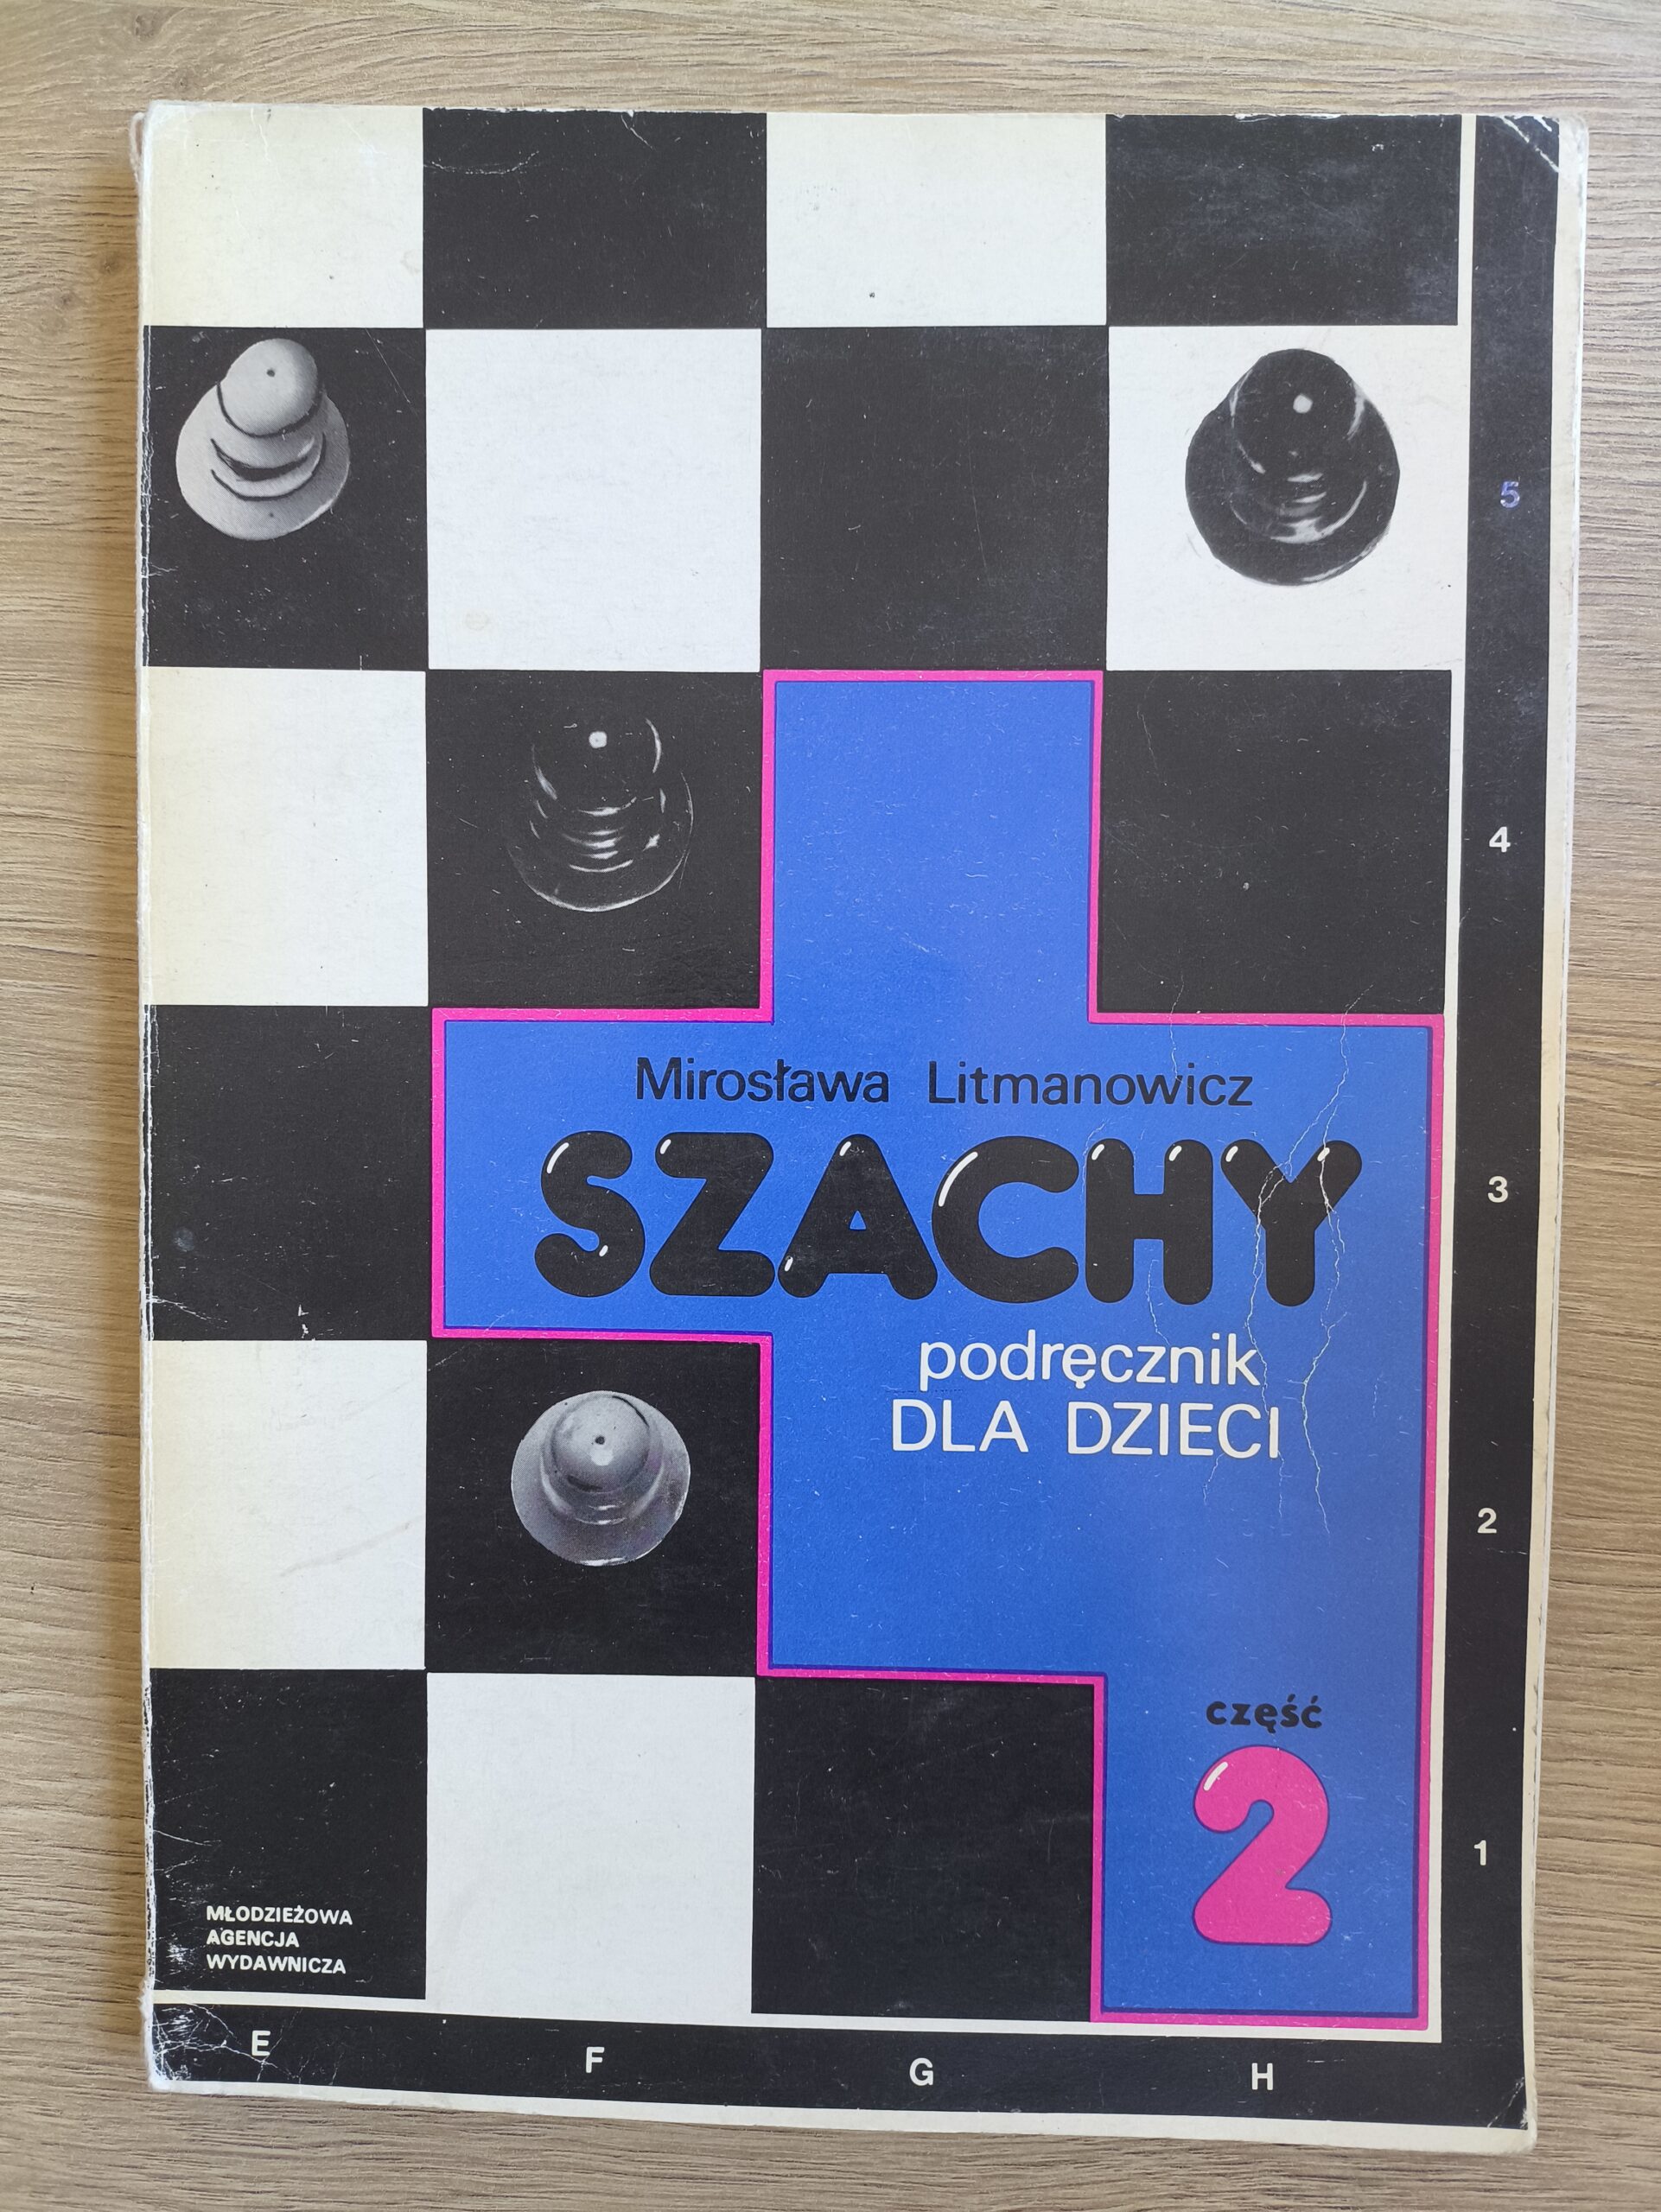 5
4
Mirosława Litmanowicz
SZACHY
3
podręcznik
DLA DZIECI
2
część
2
1
MŁODZIEŻOWA
AGENCJA
WYDAWNICZA
E F G H